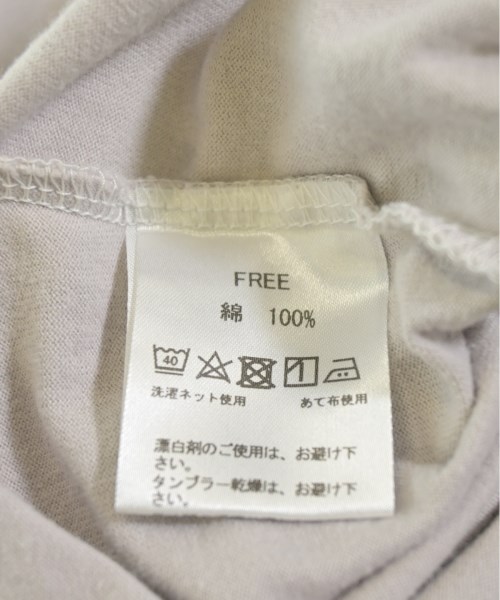 FREE
綿 100%
40
洗濯ネット使用 あて布使用
漂白剤のご使用は、お避け下
さい。
タンブラー乾燥は、お避け下
さい。